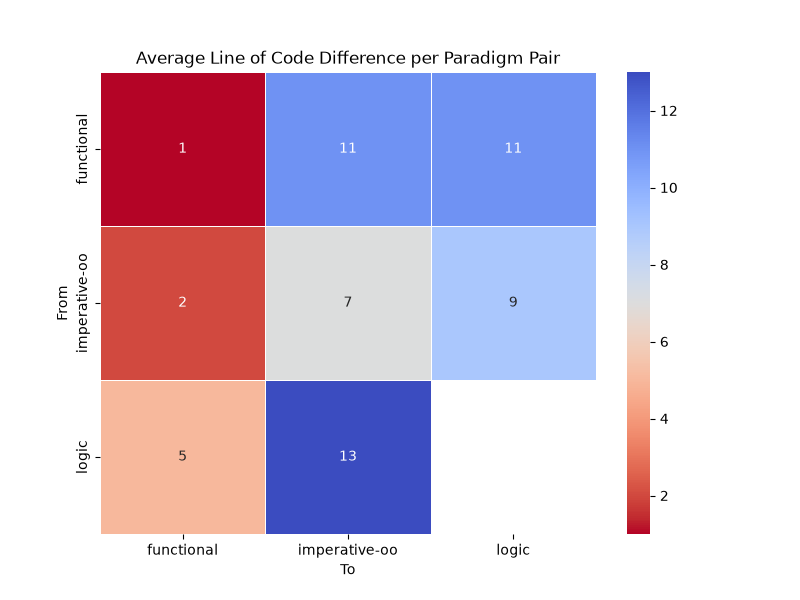 Average Line of Code Difference per Paradigm Pair
functional
1
11
11
From
imperative-oo
2
7
9
logic
5
13
functional
imperative-oo
logic
To
12
10
8
6
4
2